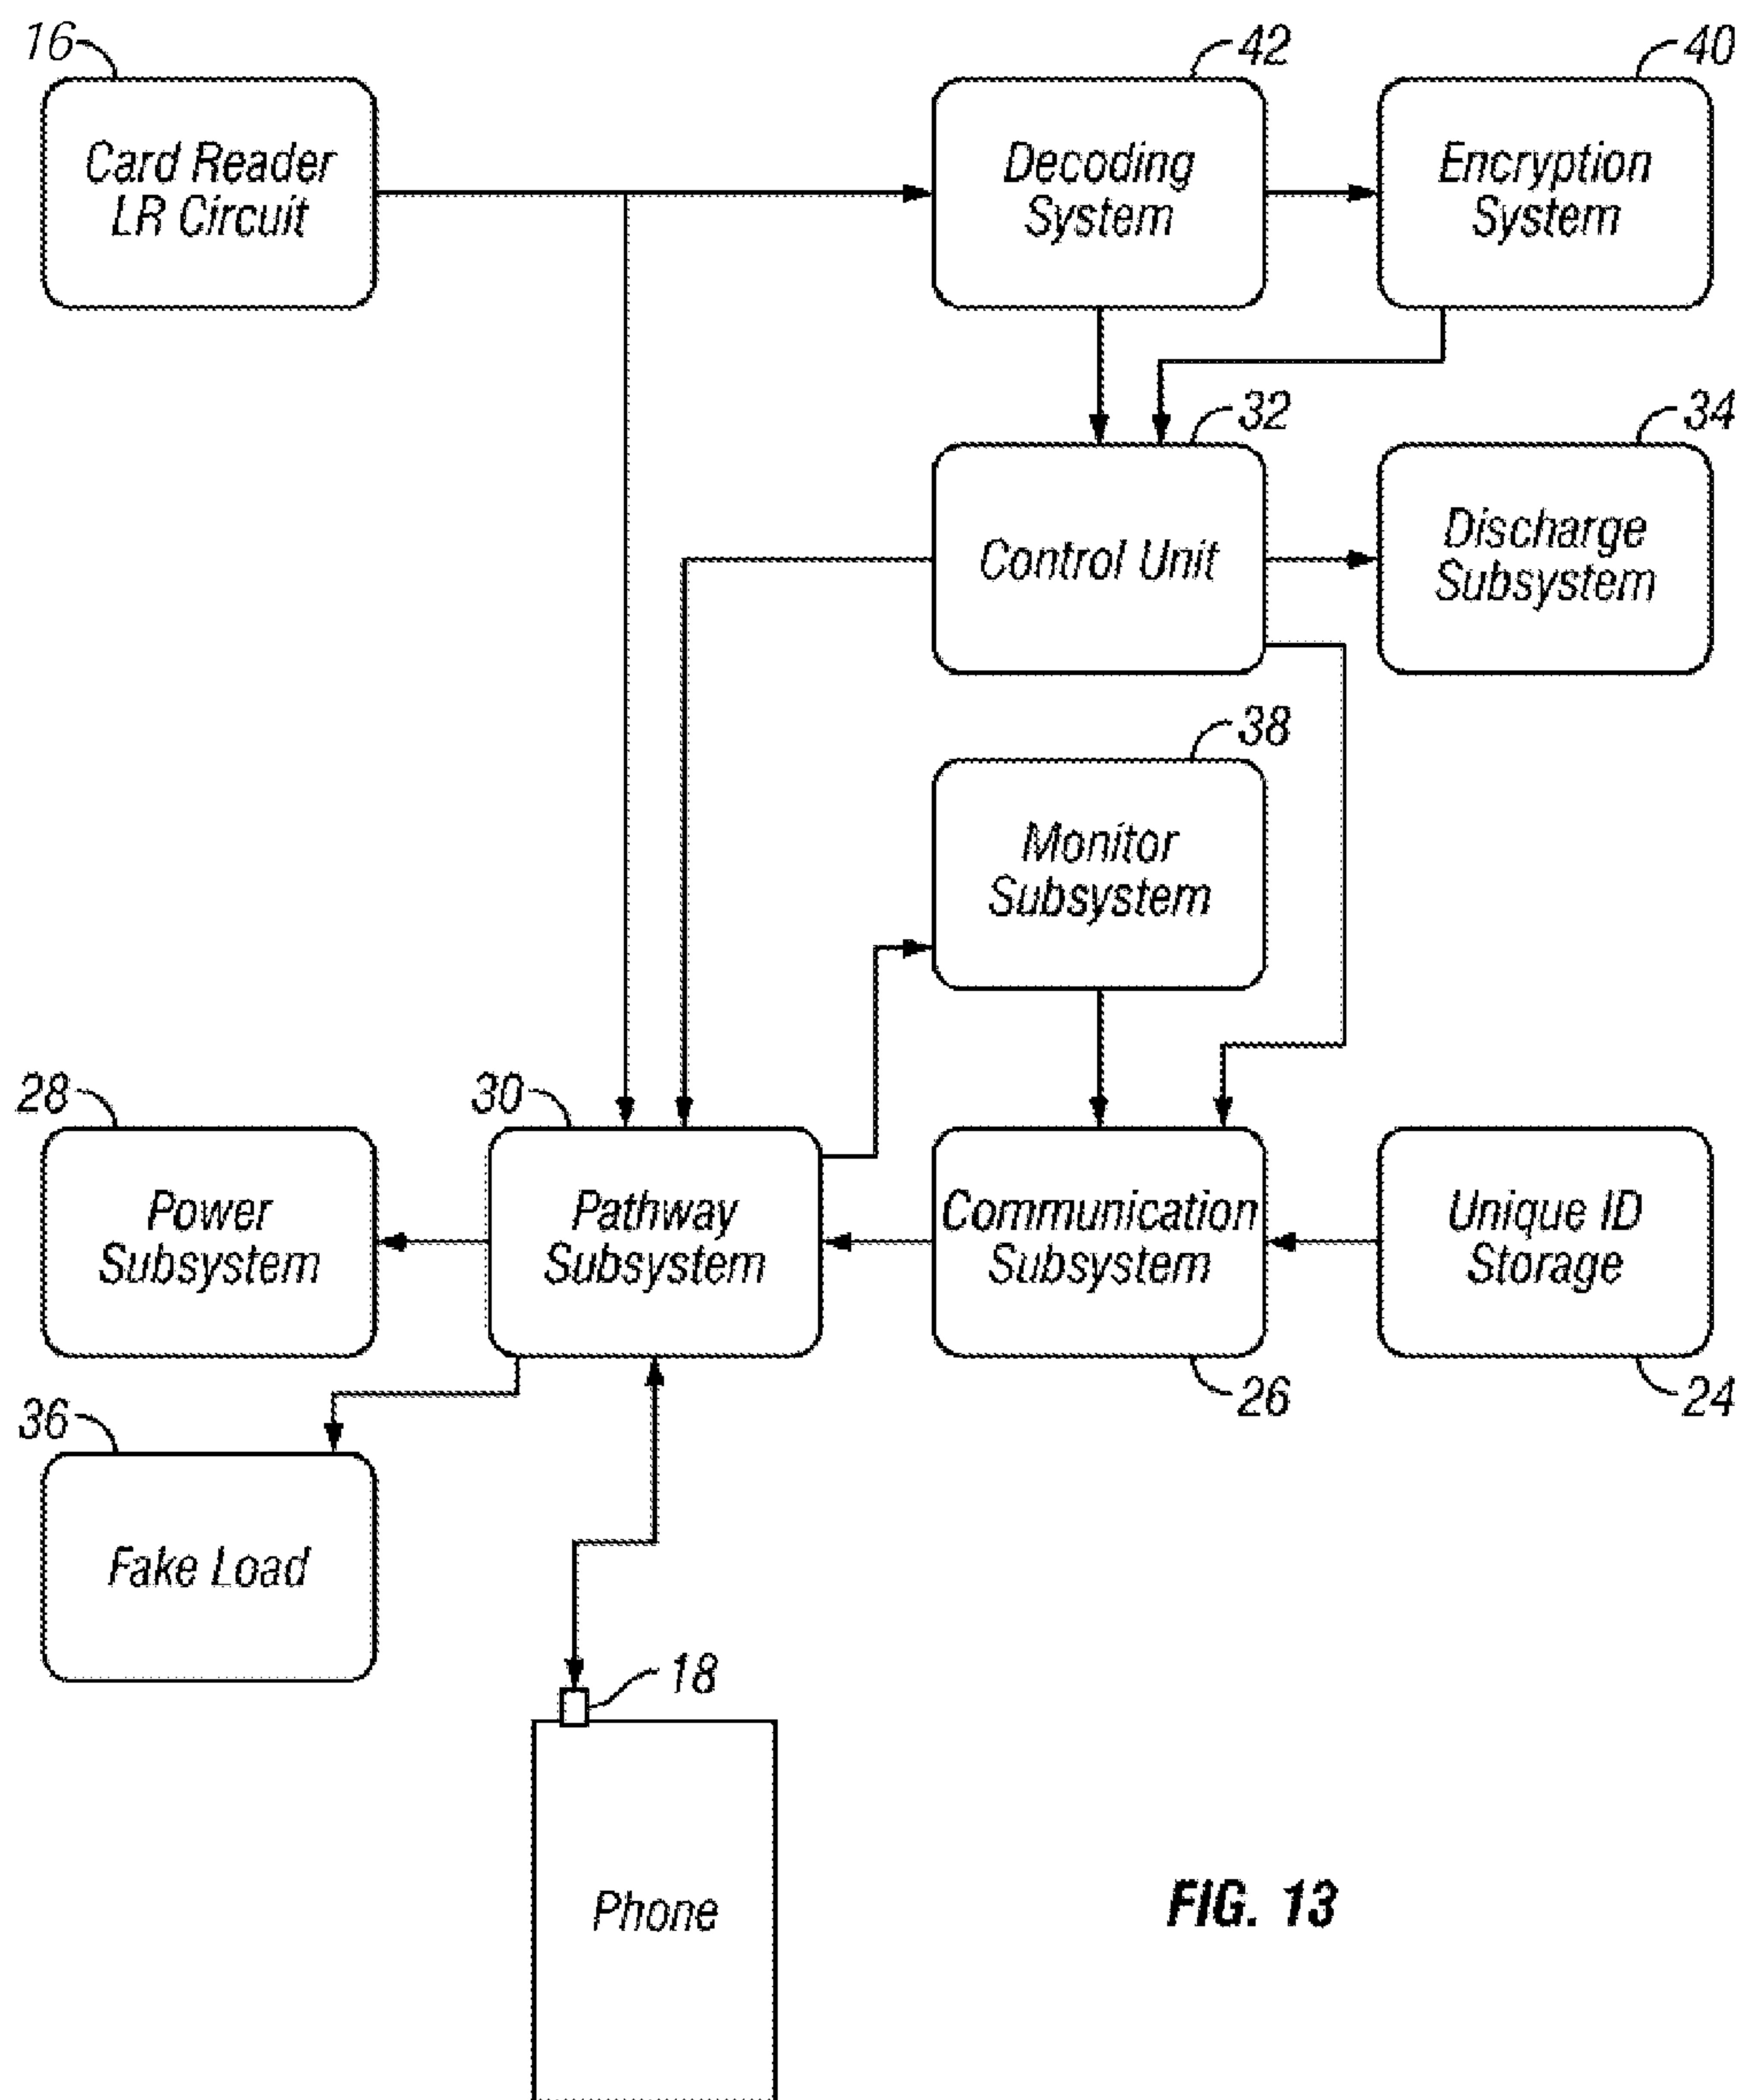 16
42
40
Card Reader
LR Circuit
Decoding
System
Encryption
System
32
34
Control Unit
Discharge
Subsystem
38
Monitor
Subsystem
28
30
Power
Subsystem
Pathway
Subsystem
Communication
Subsystem
Unique ID
Storage
26
24
36
Fake Load
18
Phone
FIG. 13